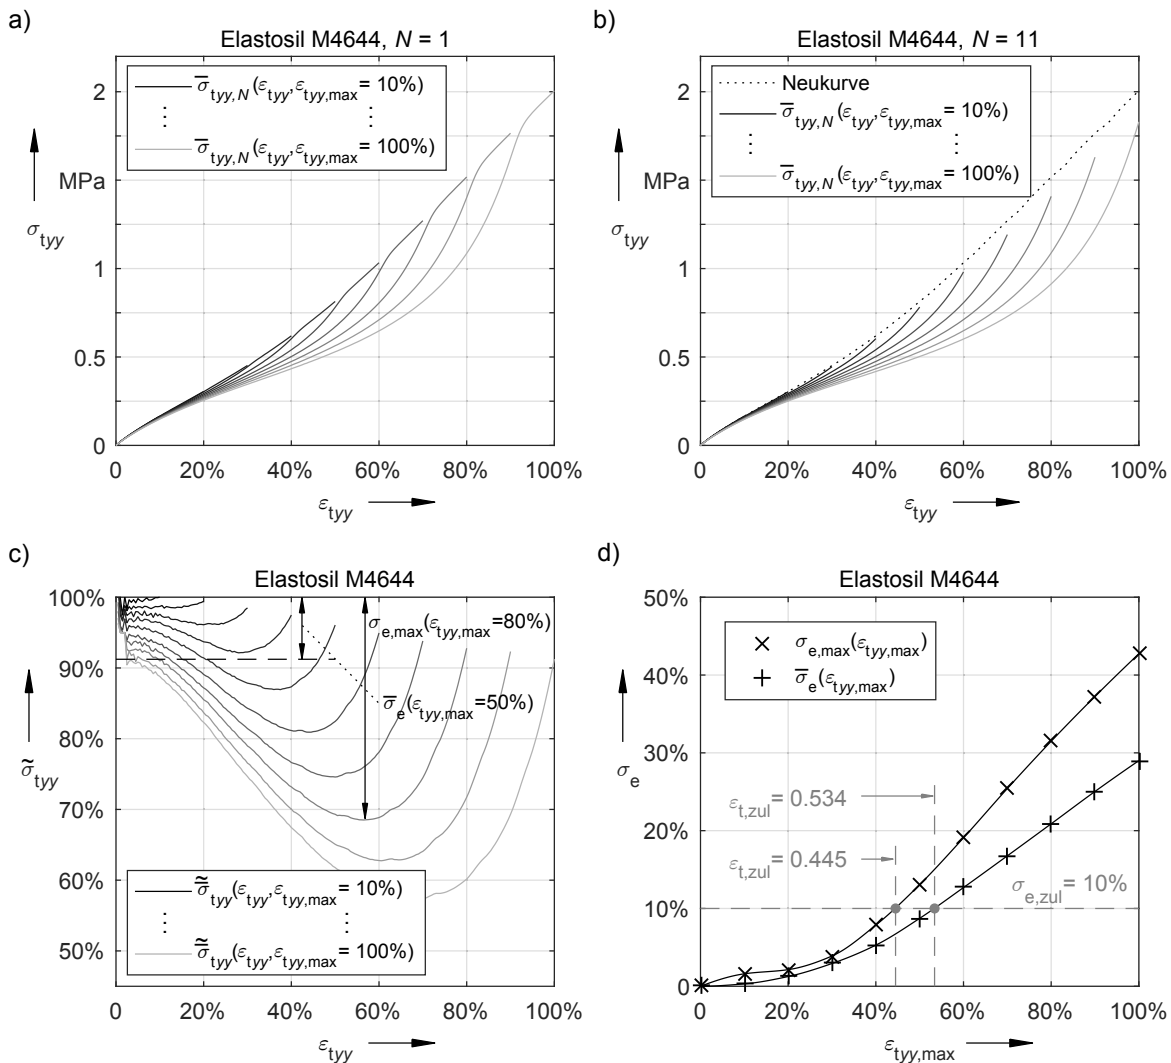 a)
Elastosil M4644, N = 1
σ̅tyy,N(εtyy,εtyy,max= 10%)
⋮ ⋮
σ̅tyy,N(εtyy,εtyy,max= 100%)
2
MPa
σtyy
1
0.5
0
0 20% 40% 60% 80% 100%
εtyy
b)
Elastosil M4644, N = 11
Neukurve
σ̅tyy,N(εtyy,εtyy,max= 10%)
⋮ ⋮
σ̅tyy,N(εtyy,εtyy,max= 100%)
2
MPa
σtyy
1
0.5
0
0 20% 40% 60% 80% 100%
εtyy
c)
Elastosil M4644
100%
90%
80%
σ̃tyy
70%
60%
50%
σe,max(εtyy,max=80%)
σ̅e(εtyy,max=50%)
σ̅̃tyy(εtyy,εtyy,max= 10%)
⋮ ⋮
σ̅̃tyy(εtyy,εtyy,max= 100%)
0 20% 40% 60% 80% 100%
εtyy
d)
Elastosil M4644
50%
40%
30%
σe
20%
10%
0
σe,max(εtyy,max)
σ̅e(εtyy,max)
εt,zul= 0.534
εt,zul= 0.445
σe,zul= 10%
0 20% 40% 60% 80% 100%
εtyy,max